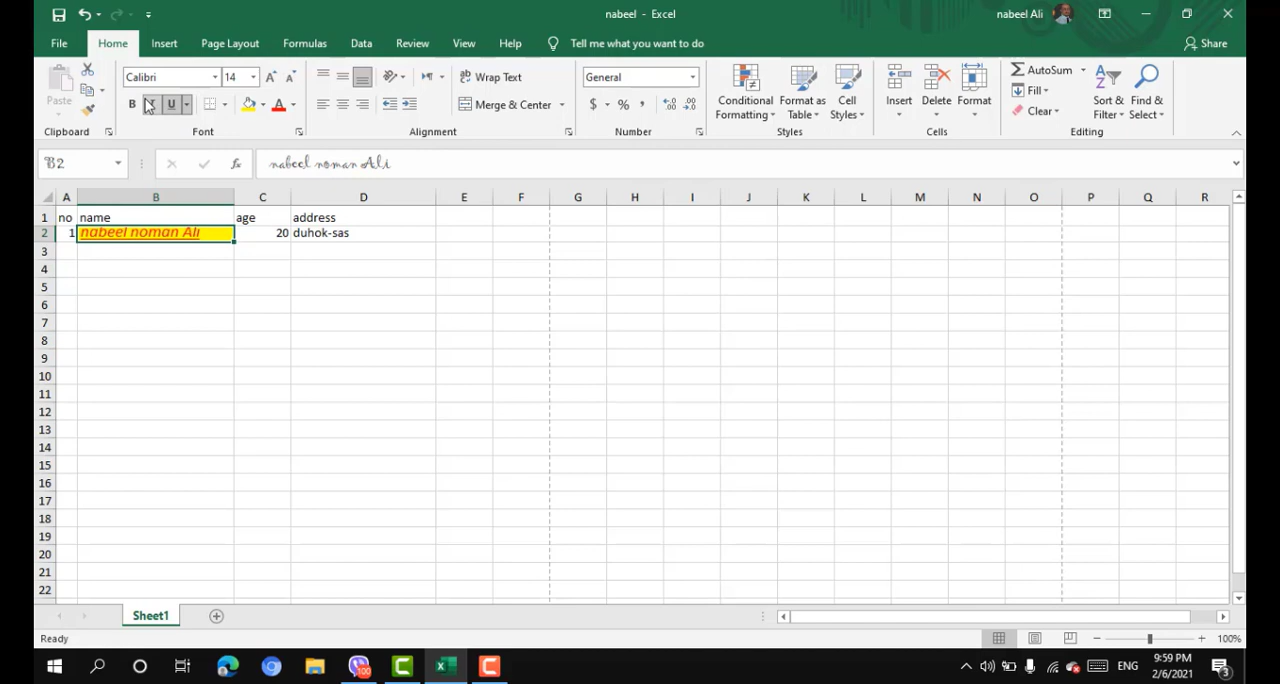 nabeel - Excel
nabeel Ali
File Home Insert Page Layout Formulas Data Review View Help Tell me what you want to do Share
Paste
Clipboard
Calibri 14
B U
Font
Wrap Text
Merge & Center
Alignment
General
$ % ,
Number
Conditional Formatting
Format as Table
Cell Styles
Styles
Insert
Delete
Format
Cells
AutoSum
Fill
Clear
Sort & Filter
Find & Select
Editing
B2 fx nabeel noman Ali
A B C D E F G H I J K L M N O P Q R
1 no name age address
2 1 nabeel noman Ali 20 duhok-sas
3
4
5
6
7
8
9
10
11
12
13
14
15
16
17
18
19
20
21
22
Sheet1
Ready
100%
100
ENG
9:59 PM
2/6/2021
3